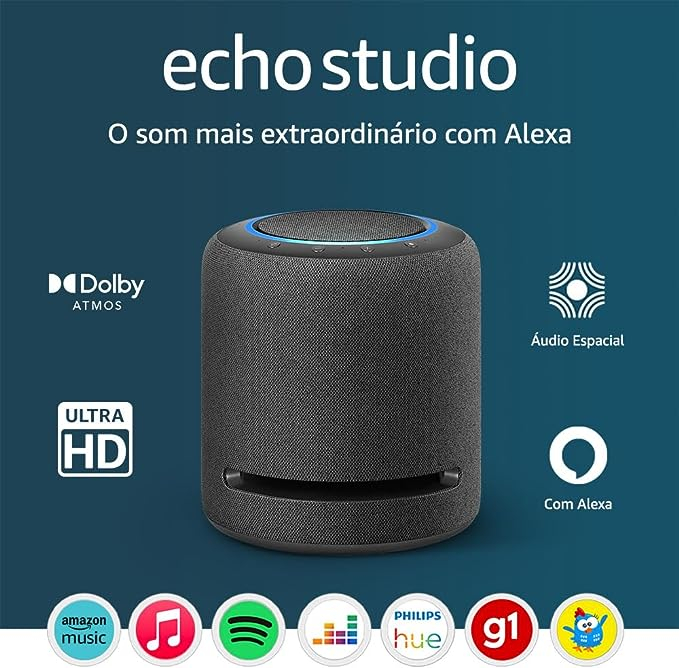 echo studio
O som mais extraordinário com Alexa
Dolby
ATMOS
Áudio Espacial
ULTRA
HD
Com Alexa
amazon
music
PHILIPS
hue
g1